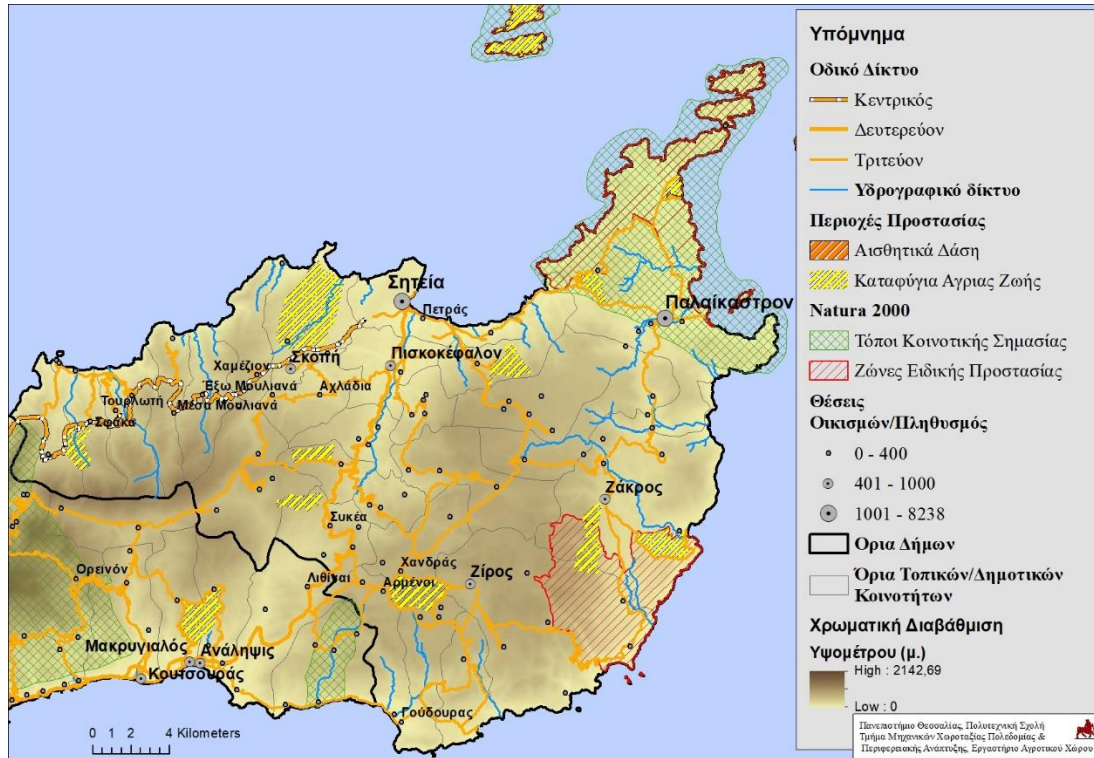 Σητεία
Πετράς
Παλαίκαστρον
Πισκοκέφαλον
Σκοπή
Χαμέζιον
Έξω Μουλιανά
Αχλάδια
Μέσα Μουλιανά
Τουρλωτή
Σφάκα
Ζάκρος
Συκέα
Χανδράς
Ζίρος
Αρμένοι
Λιθίναι
Ορεινόν
Μακρυγιαλός
Ανάληψις
Κουτσουράς
Γούδουρας
0 1 2 4 Kilometers
Υπόμνημα
Οδικό Δίκτυο
Κεντρικός
Δευτερεύον
Τριτεύον
Υδρογραφικό δίκτυο
Περιοχές Προστασίας
Αισθητικά Δάση
Καταφύγια Αγριας Ζωής
Natura 2000
Τόποι Κοινοτικής Σημασίας
Ζώνες Ειδικής Προστασίας
Θέσεις
Οικισμών/Πληθυσμός
0 - 400
401 - 1000
1001 - 8238
Ορια Δήμων
Όρια Τοπικών/Δημοτικών
Κοινοτήτων
Χρωματική Διαβάθμιση
Υψομέτρου (μ.)
High : 2142,69
Low : 0
Πανεπιστήμιο Θεσσαλίας, Πολυτεχνική Σχολή
Τμήμα Μηχανικών Χωροταξίας Πολεοδομίας &
Περιφερειακής Ανάπτυξης, Εργαστήριο Αγροτικού Χώρου